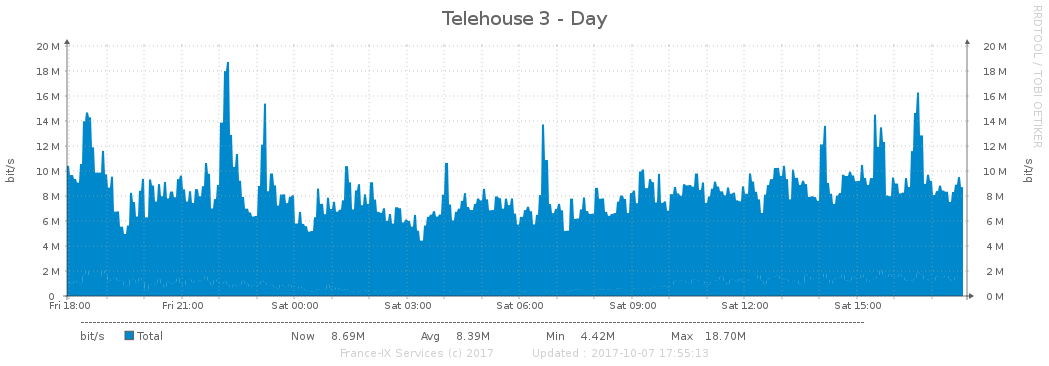 Telehouse 3 - Day
RRDTOOL / TOBI OETIKER
bit/s
20 M 20 M
18 M 18 M
16 M 16 M
14 M 14 M
12 M 12 M
10 M 10 M
8 M 8 M
6 M 6 M
4 M 4 M
2 M 2 M
0 0 M
bit/s
Fri 18:00 Fri 21:00 Sat 00:00 Sat 03:00 Sat 06:00 Sat 09:00 Sat 12:00 Sat 15:00
bit/s Total Now 8.69M Avg 8.39M Min 4.42M Max 18.70M
France-IX Services (c) 2017 Updated : 2017-10-07 17:55:13